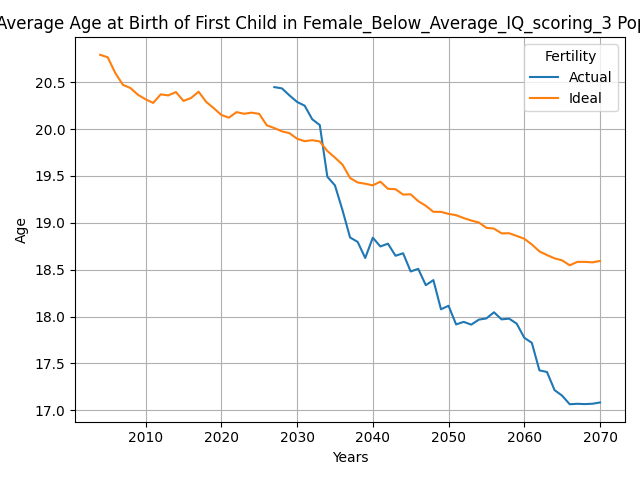 Average Age at Birth of First Child in Female_Below_Average_IQ_scoring_3
Fertility
Actual
Ideal
20.5
20.0
19.5
19.0
18.5
18.0
17.5
17.0
Age
2010 2020 2030 2040 2050 2060 2070
Years